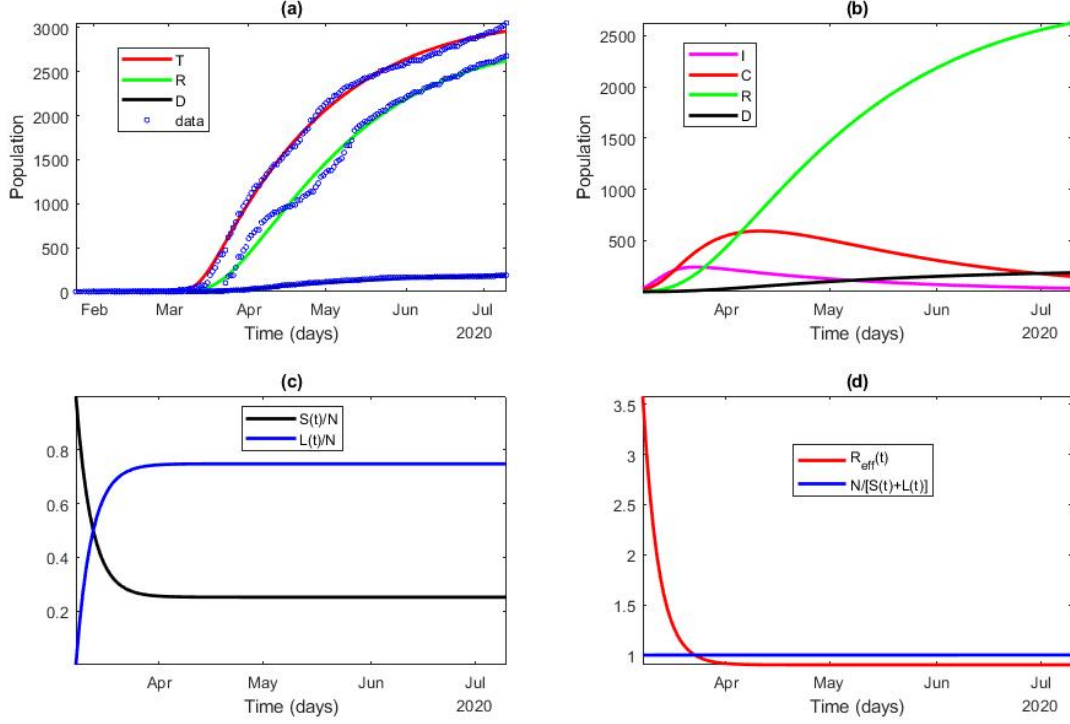 (a)
3000
2500
2000
1500
1000
500
0
Population
T
R
D
data
Feb Mar Apr May Jun Jul
Time (days) 2020
(b)
2500
2000
1500
1000
500
Population
I
C
R
D
Apr May Jun Jul
Time (days) 2020
(c)
0.8
0.6
0.4
0.2
S(t)/N
L(t)/N
Apr May Jun Jul
Time (days) 2020
(d)
3.5
3
2.5
2
1.5
1
R_eff(t)
N/[S(t)+L(t)]
Apr May Jun Jul
Time (days) 2020